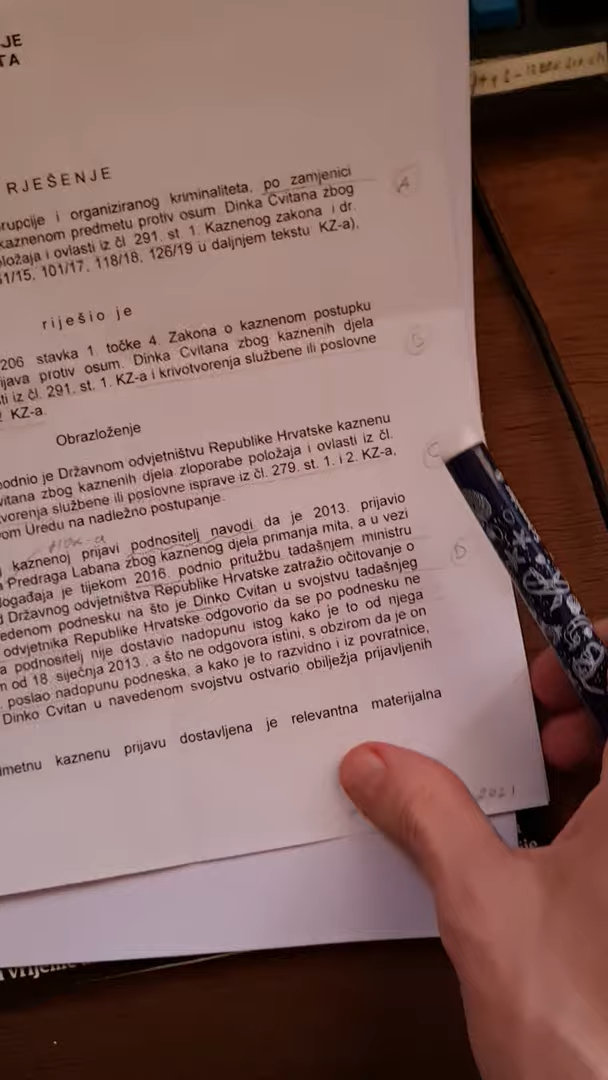 JE
TA
RJEŠENJE
rupcije i organiziranog kriminaliteta, po zamjenici
kaznenom predmetu protiv osum. Dinka Cvitana zbog
oložaja i ovlasti iz čl. 291. st. 1. Kaznenog zakona i dr.
61/15, 101/17, 118/18, 126/19 u daljnjem tekstu KZ-a),
A
riješio je
206 stavka 1. točke 4. Zakona o kaznenom postupku
ijava protiv osum. Dinka Cvitana zbog kaznenih djela
ti iz čl. 291. st. 1. KZ-a i krivotvorenja službene ili poslovne
KZ-a.
Obrazloženje
odnio je Državnom odvjetništvu Republike Hrvatske kaznenu
vitana zbog kaznenih djela zloporabe položaja i ovlasti iz čl.
tvorenja službene ili poslovne isprave iz čl. 279. st. 1. i 2. KZ-a,
vom Uredu na nadležno postupanje.
C
kaznenoj prijavi podnositelj navodi da je 2013. prijavio
Predraga Labana zbog kaznenog djela primanja mita, a u vezi
događaja je tijekom 2016. podnio pritužbu tadašnjem ministru
Državnog odvjetništva Republike Hrvatske zatražio očitovanje o
edenom podnesku na što je Dinko Cvitan u svojstvu tadašnjeg
odvjetnika Republike Hrvatske odgovorio da se po podnesku ne
a podnositelj nije dostavio nadopunu istog kako je to od njega
n od 18. siječnja 2013., a što ne odgovora istini, s obzirom da je on
poslao nadopunu podneska, a kako je to razvidno i iz povratnice,
Dinko Cvitan u navedenom svojstvu ostvario obilježja prijavljenih
D
metnu kaznenu prijavu dostavljena je relevantna materijalna
2021